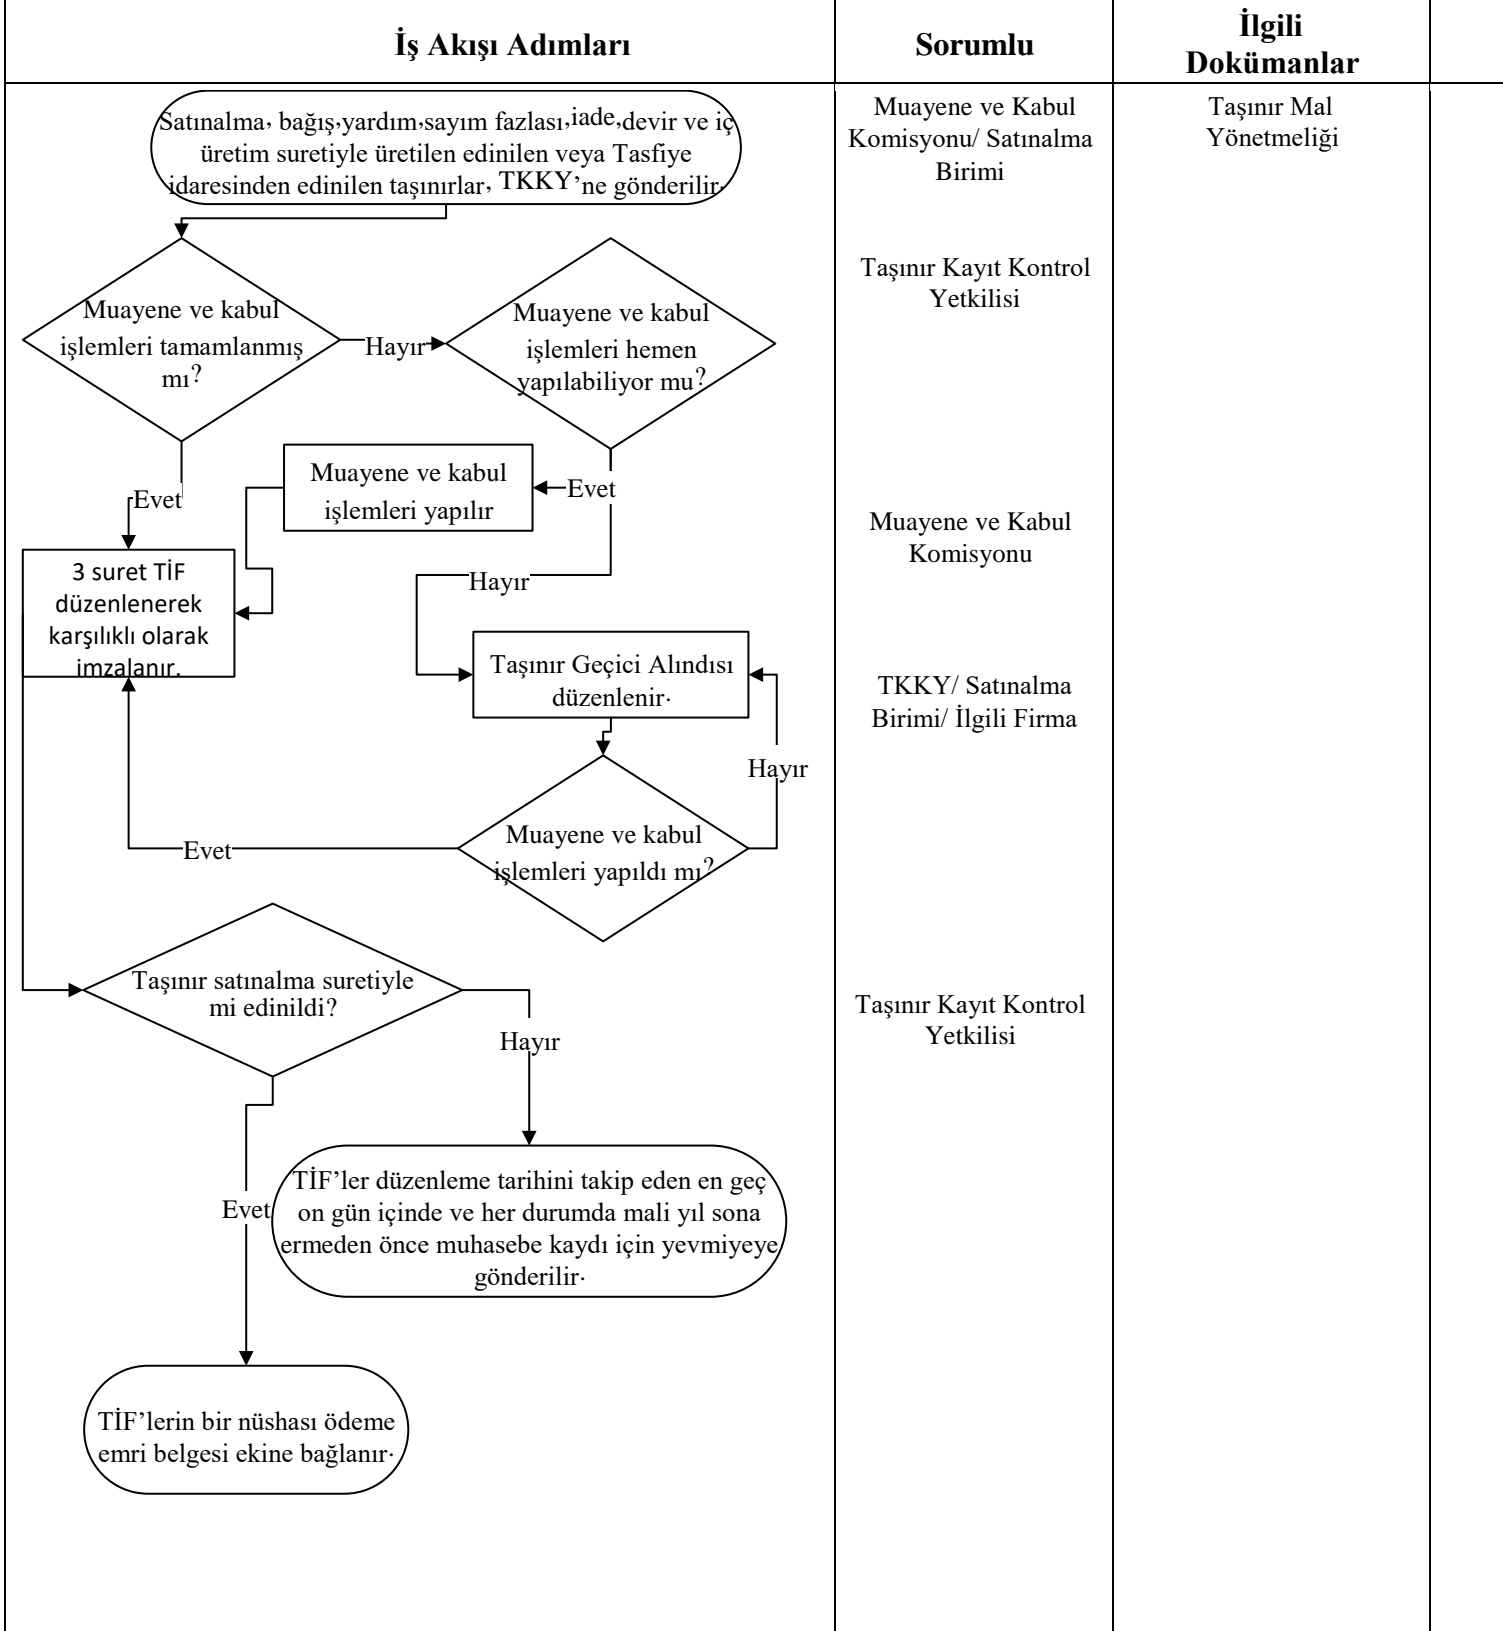 İş Akışı Adımları
Sorumlu
İlgili
Dokümanlar
Satınalma, bağış,yardım,sayım fazlası,iade,devir ve iç
üretim suretiyle üretilen edinilen veya Tasfiye
idaresinden edinilen taşınırlar, TKKY'ne gönderilir.
Muayene ve Kabul
Komisyonu/ Satınalma
Birimi
Taşınır Mal
Yönetmeliği
Muayene ve kabul
işlemleri tamamlanmış
mı?
Hayır
Muayene ve kabul
işlemleri hemen
yapılabiliyor mu?
Taşınır Kayıt Kontrol
Yetkilisi
Evet
Muayene ve kabul
işlemleri yapılır
Evet
Muayene ve Kabul
Komisyonu
3 suret TİF
düzenlenerek
karşılıklı olarak
imzalanır.
Hayır
Taşınır Geçici Alındısı
düzenlenir.
TKKY/ Satınalma
Birimi/ İlgili Firma
Hayır
Muayene ve kabul
işlemleri yapıldı mı?
Evet
Taşınır satınalma suretiyle
mi edinildi?
Taşınır Kayıt Kontrol
Yetkilisi
Hayır
TİF'ler düzenleme tarihini takip eden en geç
on gün içinde ve her durumda mali yıl sona
ermeden önce muhasebe kaydı için yevmiyeye
gönderilir.
Evet
TİF'lerin bir nüshası ödeme
emri belgesi ekine bağlanır.